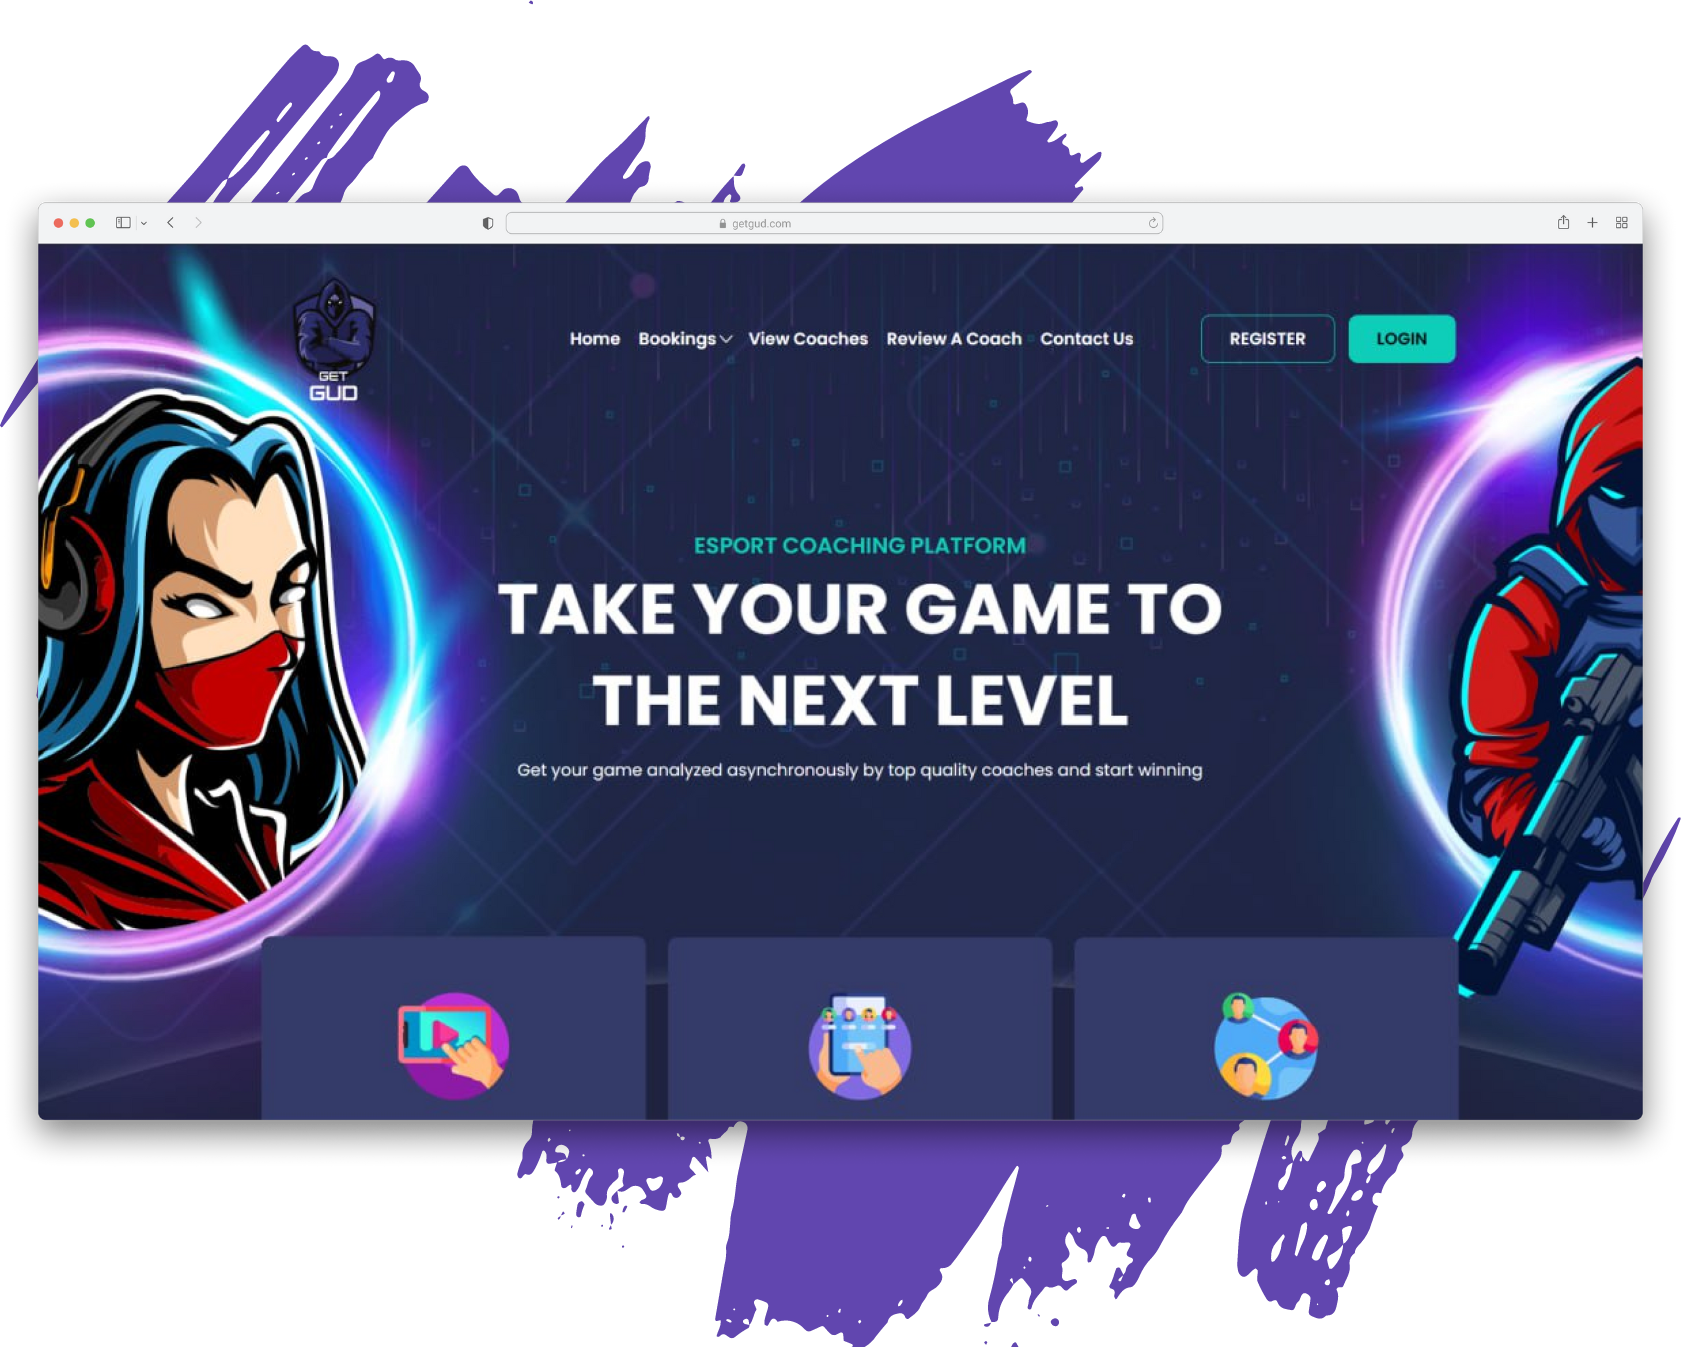 getgud.com
GET
GUD
Home Bookings View Coaches Review A Coach Contact Us REGISTER LOGIN
ESPORT COACHING PLATFORM
TAKE YOUR GAME TO
THE NEXT LEVEL
Get your game analyzed asynchronously by top quality coaches and start winning